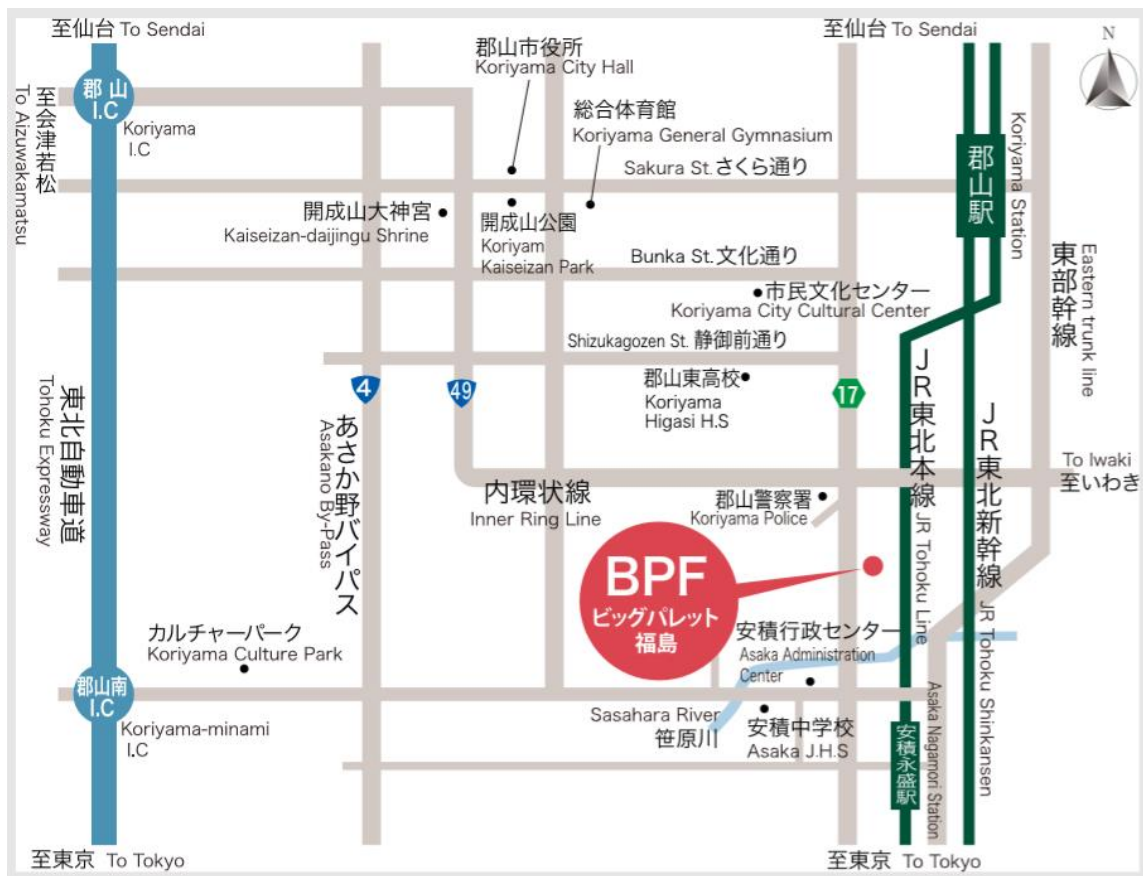 至仙台 To Sendai
至仙台 To Sendai
N
郡山市役所
Koriyama City Hall
郡山
I.C
Koriyama
I.C
至会津若松
To Aizuwakamatsu
総合体育館
Koriyama General Gymnasium
Sakura St. さくら通り
郡山駅
Koriyama Station
開成山大神宮
Kaiseizan-daijingu Shrine
開成山公園
Koriyam
Kaiseizan Park
Bunka St. 文化通り
東部幹線
Eastern trunk line
市民文化センター
Koriyama City Cultural Center
Shizukagozen St. 静御前通り
4
49
17
郡山東高校
Koriyama
Higasi H.S
東北自動車道
Tohoku Expressway
あさか野バイパス
Asakano By-Pass
JR東北本線
JR Tohoku Line
JR東北新幹線
JR Tohoku Shinkansen
To Iwaki
至いわき
内環状線
Inner Ring Line
郡山警察署
Koriyama Police
BPF
ビッグパレット
福島
カルチャーパーク
Koriyama Culture Park
安積行政センター
Asaka Administration
Center
郡山南
I.C
Koriyama-minami
I.C
Sasahara River
笹原川
安積中学校
Asaka J.H.S
安積永盛駅
Asaka Nagamori Station
至東京 To Tokyo
至東京 To Tokyo